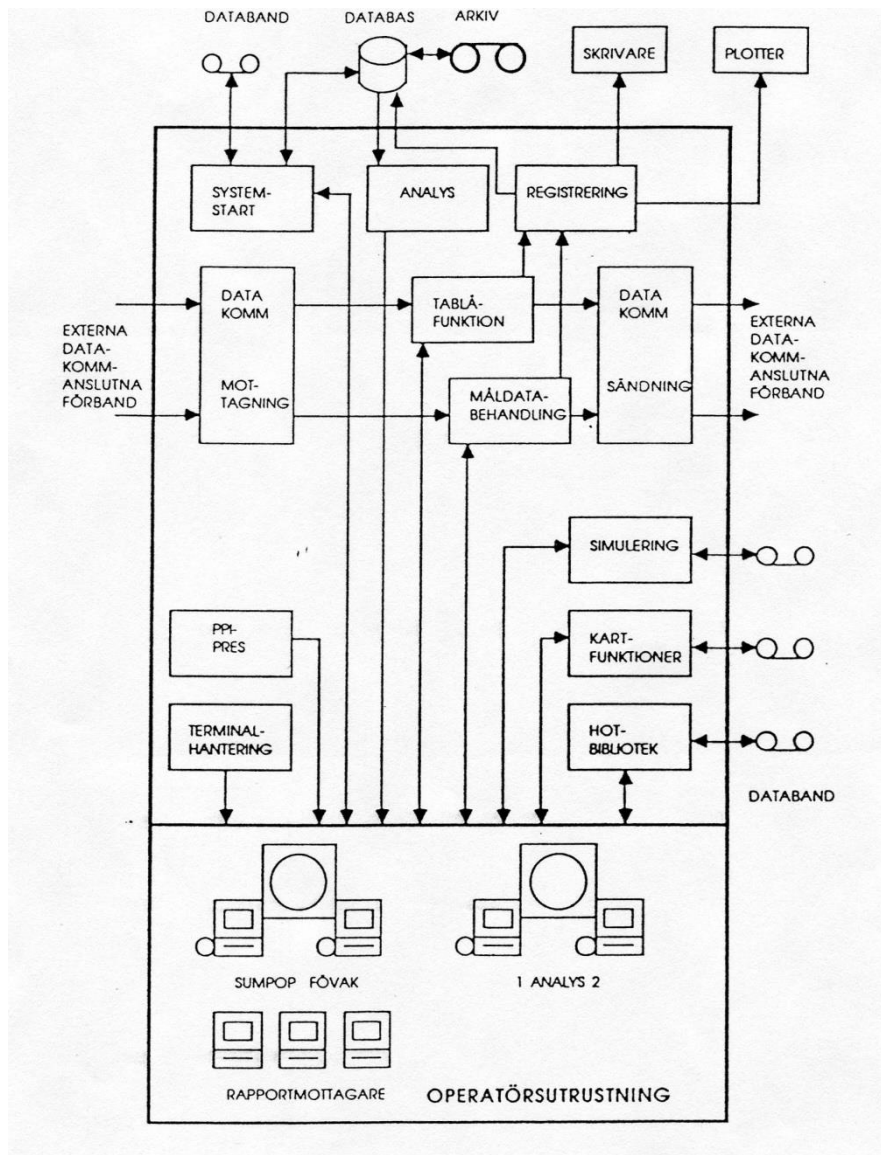 DATABAND
DATABAS
ARKIV
SKRIVARE
PLOTTER
SYSTEM-
START
ANALYS
REGISTRERING
EXTERNA
DATA-
KOMM-
ANSLUTNA
FÖRBAND
DATA
KOMM
MOT-
TAGNING
TABLÅ-
FUNKTION
MÅLDATA-
BEHANDLING
DATA
KOMM
SÄNDNING
EXTERNA
DATA-
KOMM-
ANSLUTNA
FÖRBAND
SIMULERING
PPI-
PRES
KART-
FUNKTIONER
TERMINAL-
HANTERING
HOT-
BIBLIOTEK
DATABAND
SUMPOP FÖVAK
1 ANALYS 2
RAPPORTMOTTAGARE
OPERATÖRSUTRUSTNING